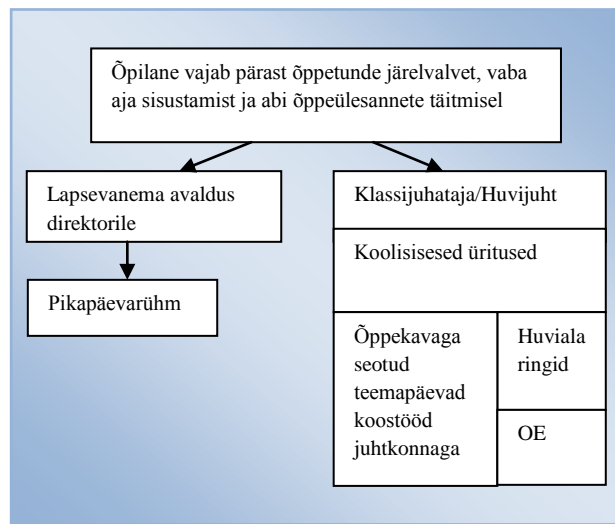 Õpilane vajab pärast õppetunde järelvalvet, vaba
aja sisustamist ja abi õppeülesannete täitmisel
Lapsevanema avaldus
direktorile
Pikapäevarühm
Klassijuhataja/Huvijuht
Koolisisesed üritused
Õppekavaga
seotud
teemapäevad
koostööd
juhtkonnaga
Huviala
ringid
OE